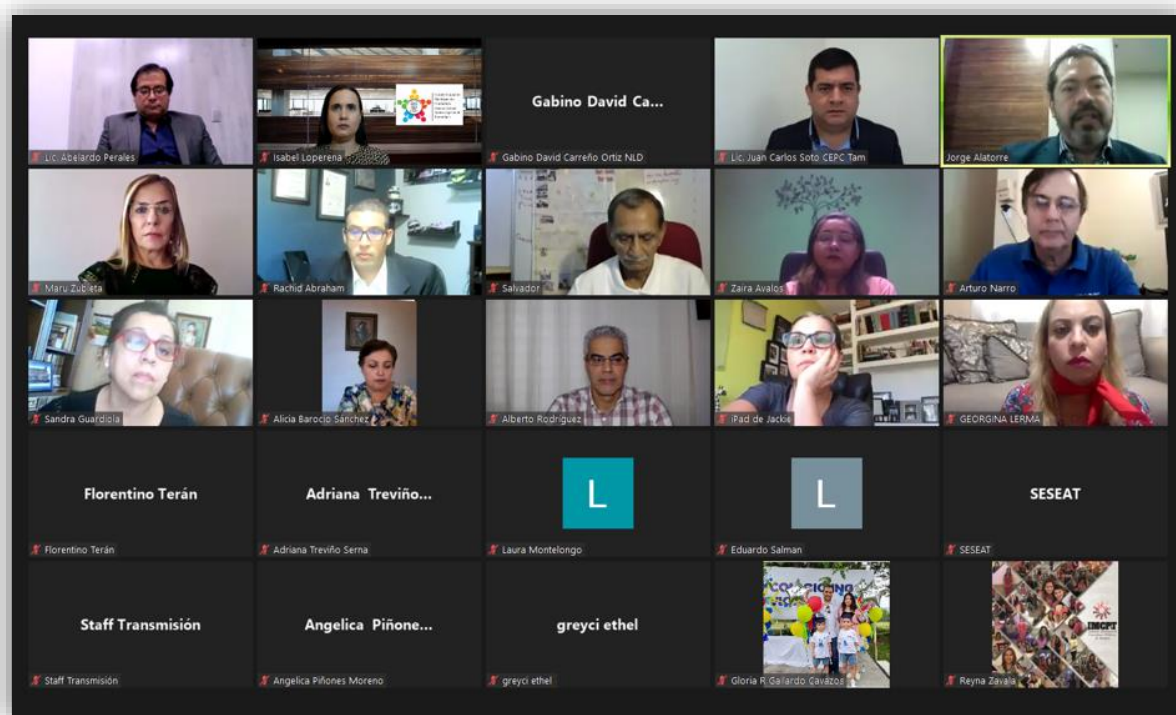 Lic. Abelardo Perales
Isabel Loperena
Gabino David Ca...
Gabino David Carreño Ortiz NLD
Lic. Juan Carlos Soto CEPC Tam
Jorge Alatorre
Maru Zubieta
Rachid Abraham
Salvador
Zaira Avalos
Arturo Narro
Sandra Guardiola
Alicia Barocio Sánchez
Alberto Rodríguez
iPad de Jackie
GEORGINA LERMA
Florentino Terán
Florentino Terán
Adriana Treviño...
Adriana Treviño Serna
L
Laura Montelongo
L
Eduardo Salman
SESEAT
SESEAT
Staff Transmisión
Staff Transmisión
Angelica Piñone...
Angelica Piñones Moreno
greyci ethel
greyci ethel
Gloria R Gallardo Cavazos
IMCPT
Reyna Zavala